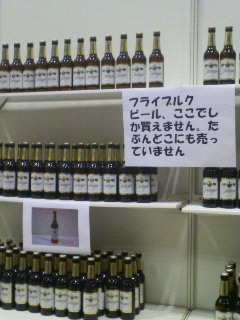 フライブルク
ビール、ここでし
か買えません。た
ぶんどこにも売っ
ていません